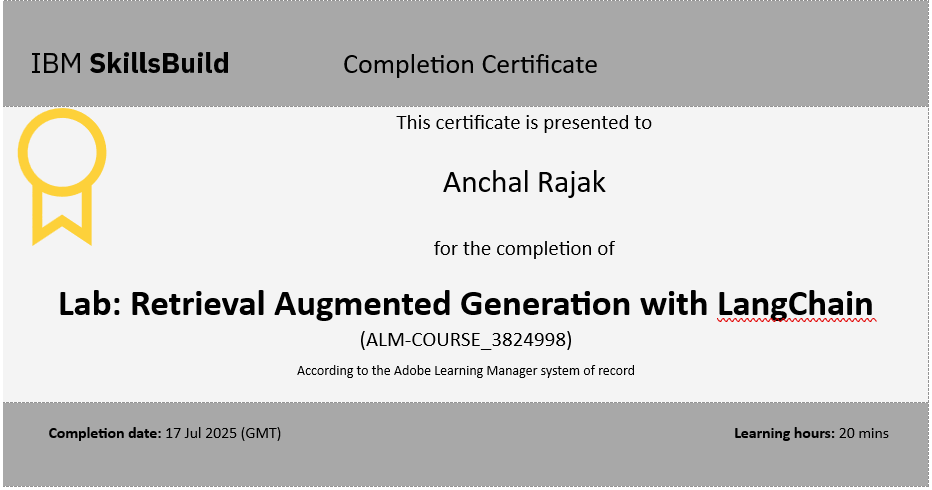 IBM SkillsBuild
Completion Certificate
This certificate is presented to
Anchal Rajak
for the completion of
Lab: Retrieval Augmented Generation with LangChain
(ALM-COURSE_3824998)
According to the Adobe Learning Manager system of record
Completion date: 17 Jul 2025 (GMT)
Learning hours: 20 mins